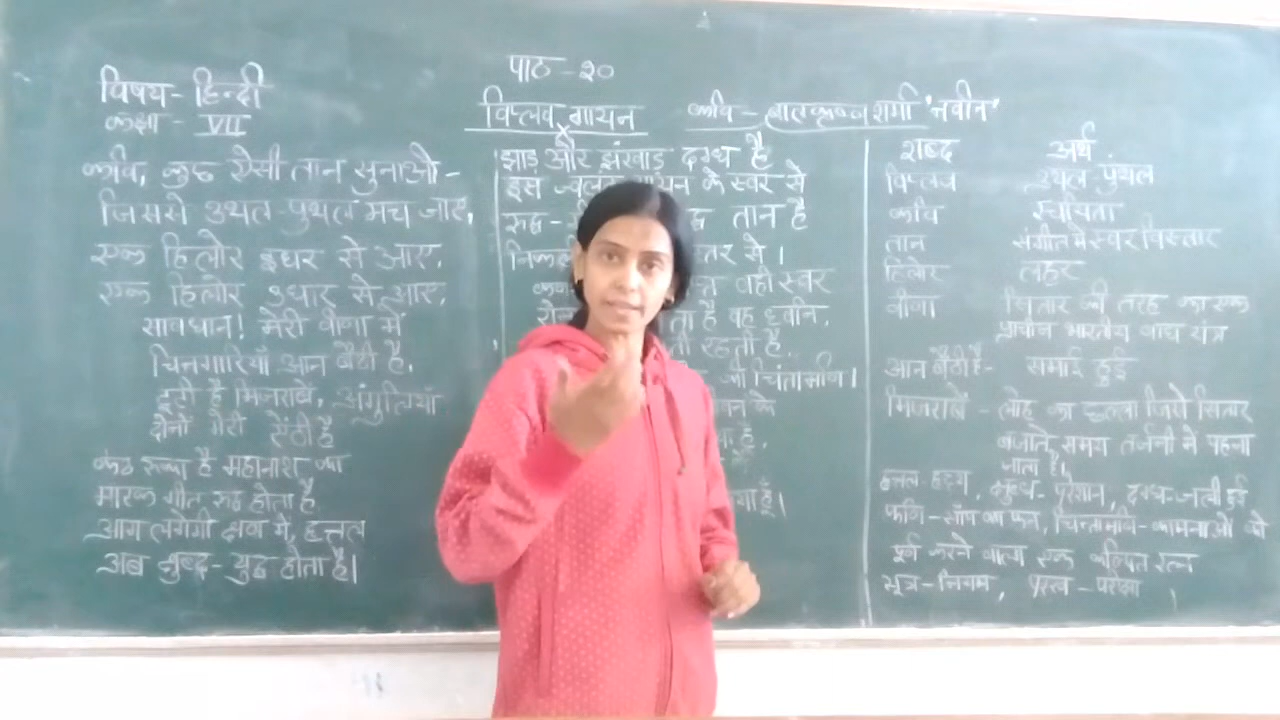 पाठ - २०
विषय - हिन्दी
कक्षा - VII
विप्लव गायन
कवि - बालकृष्ण शर्मा "नवीन"
कवि, कुछ ऐसी तान सुनाओ -
जिससे उथल-पुथल मच जाए,
एक हिलोर इधर से आए,
एक हिलोर उधर से आए,
सावधान! मेरी वीणा में
चिनगारियाँ आन बैठी हैं,
टूटी हैं मिजराबें, अंगुलियां
दोनों मेरी ऐंठी हैं
कंठ रुका है महानाश का
मारक गीत रुद्ध होता है
आग लगेगी क्षण में, हृत्तल
अब क्षुब्ध - युद्ध होता है।
झाड़ और झंखाड़ दग्ध है
इस ज्वलंत गायन के स्वर से
रुद्ध - तान है
से।
वही स्वर
है वह ध्वनि,
रहती है,
की चिंतामणि।
के
है,
हूँ।
शब्द अर्थ
विप्लव उथल पुथल
कवि रचयिता
तान संगीत में स्वर विस्तार
हिलोर लहर
वीणा सितार की तरह का एक
प्राचीन भारतीय वाद्य यंत्र
आन बैठी है - समाई हुई
मिजराबें - लोहे का छल्ला जिसे सितार
बजाते समय तर्जनी में पहना
जाता है।
हृत्तल - हृदय, क्षुब्ध - परेशान, दग्ध - जली हुई
फणि - साँप का फन, चिन्तामणि - कामनाओं को
पूर्ण करने वाला एक कल्पित रत्न
सूत्र - नियम, परख - परीक्षा